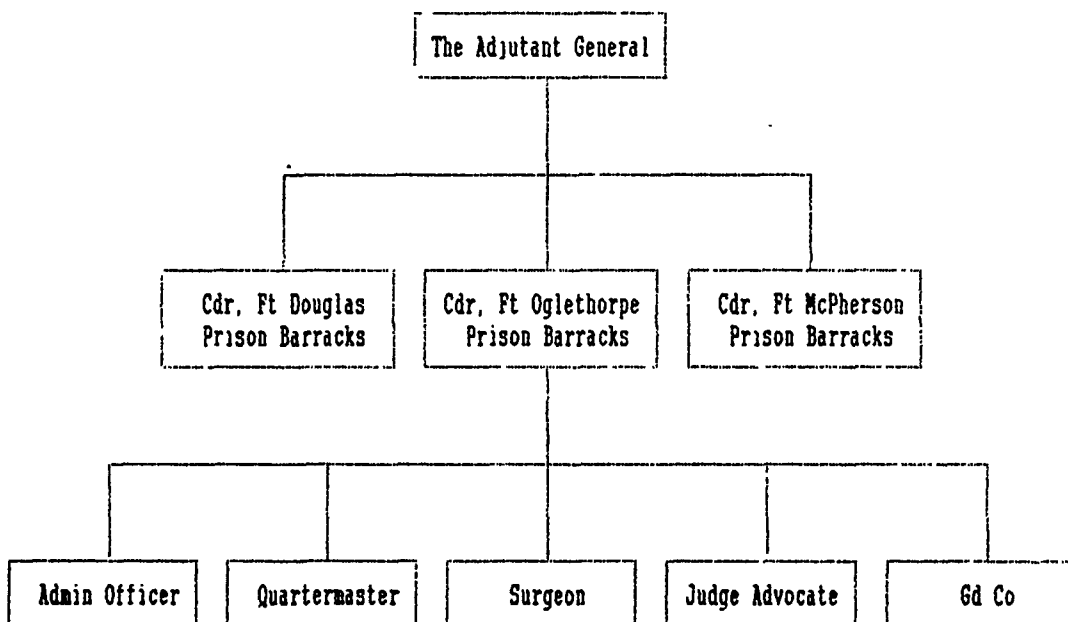 The Adjutant General
Cdr, Ft Douglas
Prison Barracks
Cdr, Ft Oglethorpe
Prison Barracks
Cdr, Ft McPherson
Prison Barracks
Admin Officer
Quartermaster
Surgeon
Judge Advocate
Gd Co